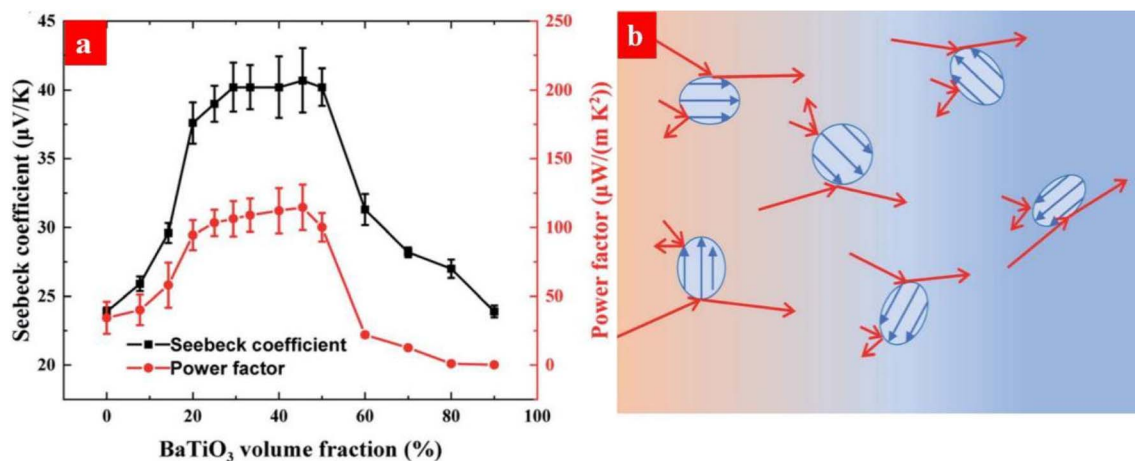 a
Seebeck coefficient (μV/K)
45
40
35
30
25
20
250
200
150
100
50
0
Power factor (μW/(m K²))
Seebeck coefficient
Power factor
0 20 40 60 80 100
BaTiO₃ volume fraction (%)
b